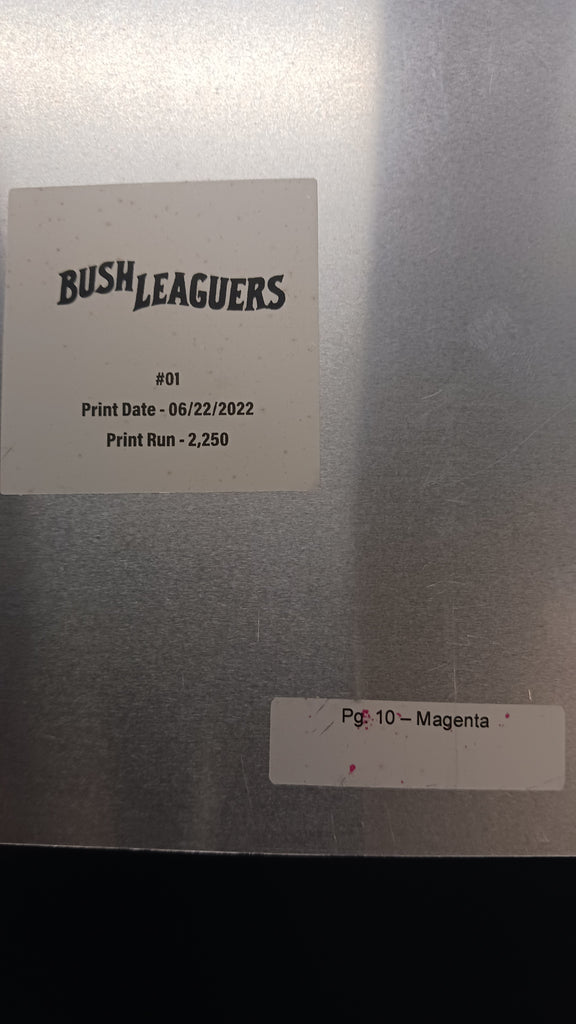 BUSH LEAGUERS
#01
Print Date - 06/22/2022
Print Run - 2,250
Pg. 10 – Magenta